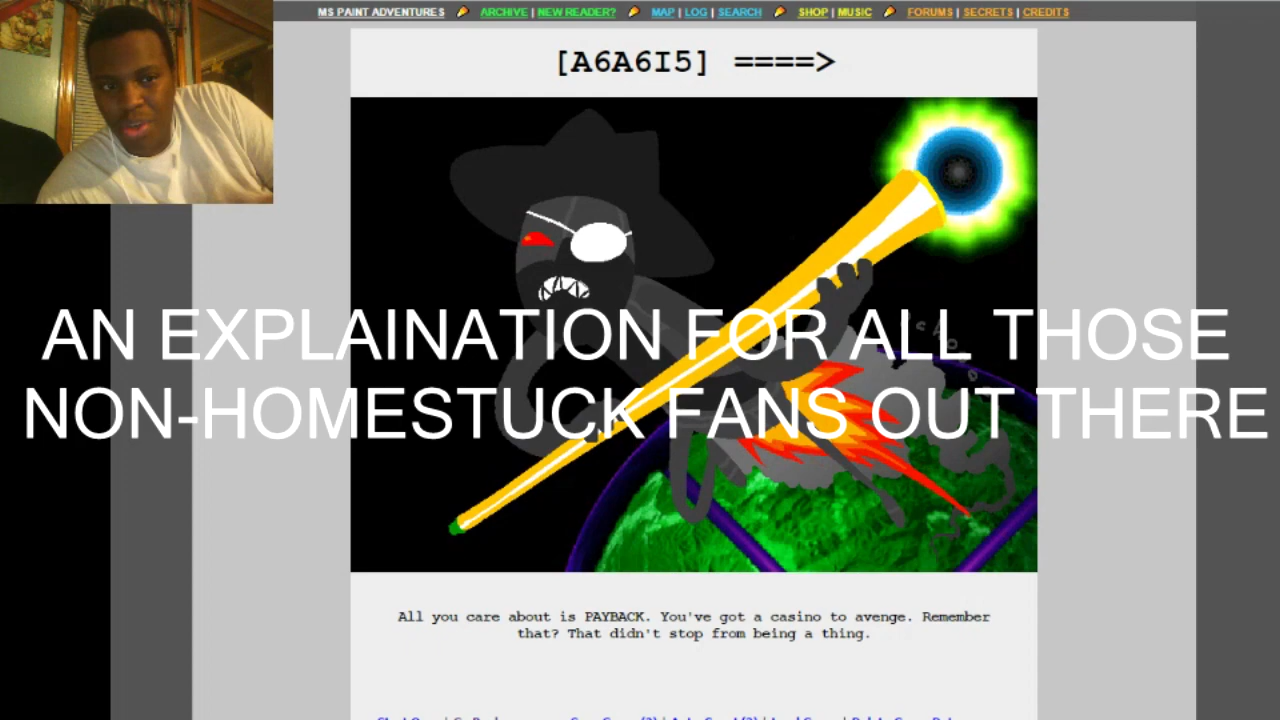 MS PAINT ADVENTURES ARCHIVE | NEW READER? MAP | LOG | SEARCH SHOP | MUSIC FORUMS | SECRETS | CREDITS
[A6A6I5] ====>
AN EXPLAINATION FOR ALL THOSE
NON-HOMESTUCK FANS OUT THERE
All you care about is PAYBACK. You've got a casino to avenge. Remember
that? That didn't stop from being a thing.